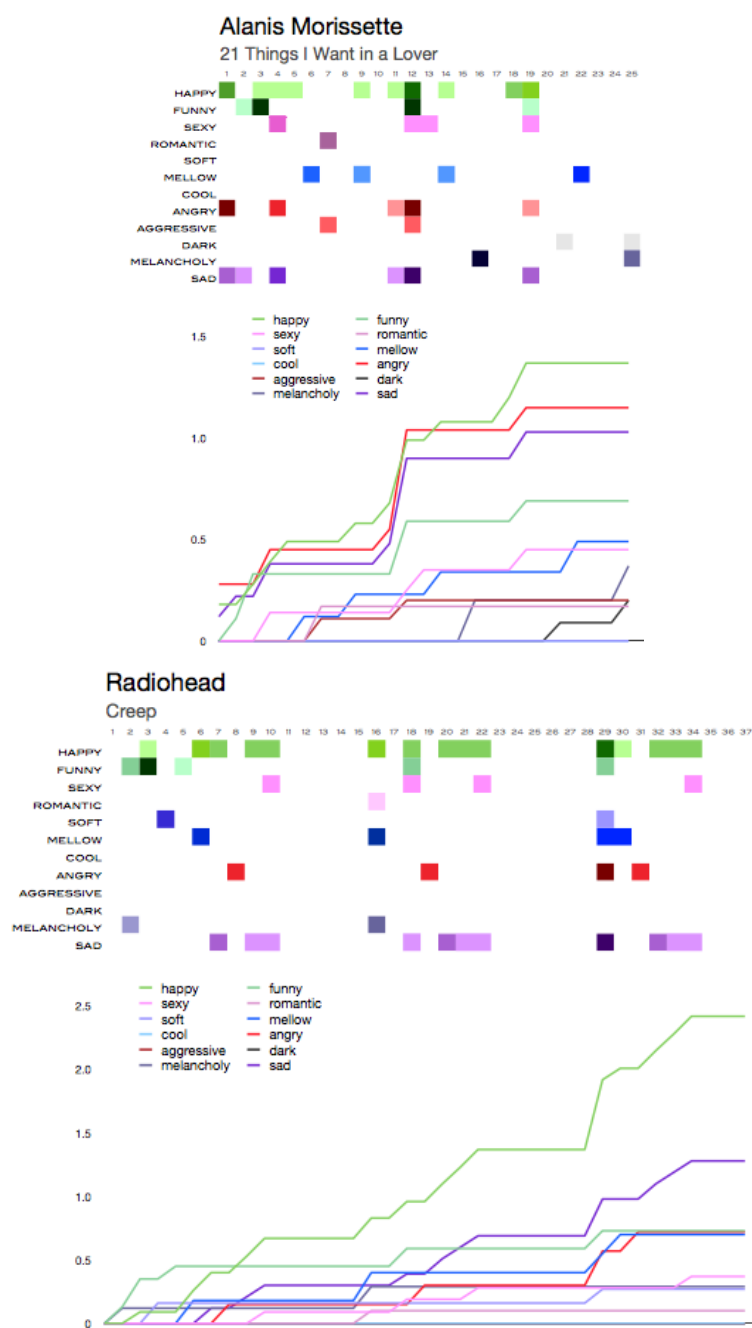 Alanis Morissette
21 Things I Want in a Lover
1 2 3 4 5 6 7 8 9 10 11 12 13 14 15 16 17 18 19 20 21 22 23 24 25
HAPPY
FUNNY
SEXY
ROMANTIC
SOFT
MELLOW
COOL
ANGRY
AGGRESSIVE
DARK
MELANCHOLY
SAD
happy funny
sexy romantic
soft mellow
cool angry
aggressive dark
melancholy sad
1.5
1.0
0.5
0
Radiohead
Creep
1 2 3 4 5 6 7 8 9 10 11 12 13 14 15 16 17 18 19 20 21 22 23 24 25 26 27 28 29 30 31 32 33 34 35 36 37
HAPPY
FUNNY
SEXY
ROMANTIC
SOFT
MELLOW
COOL
ANGRY
AGGRESSIVE
DARK
MELANCHOLY
SAD
happy funny
sexy romantic
soft mellow
cool angry
aggressive dark
melancholy sad
2.5
2.0
1.5
1.0
0.5
0